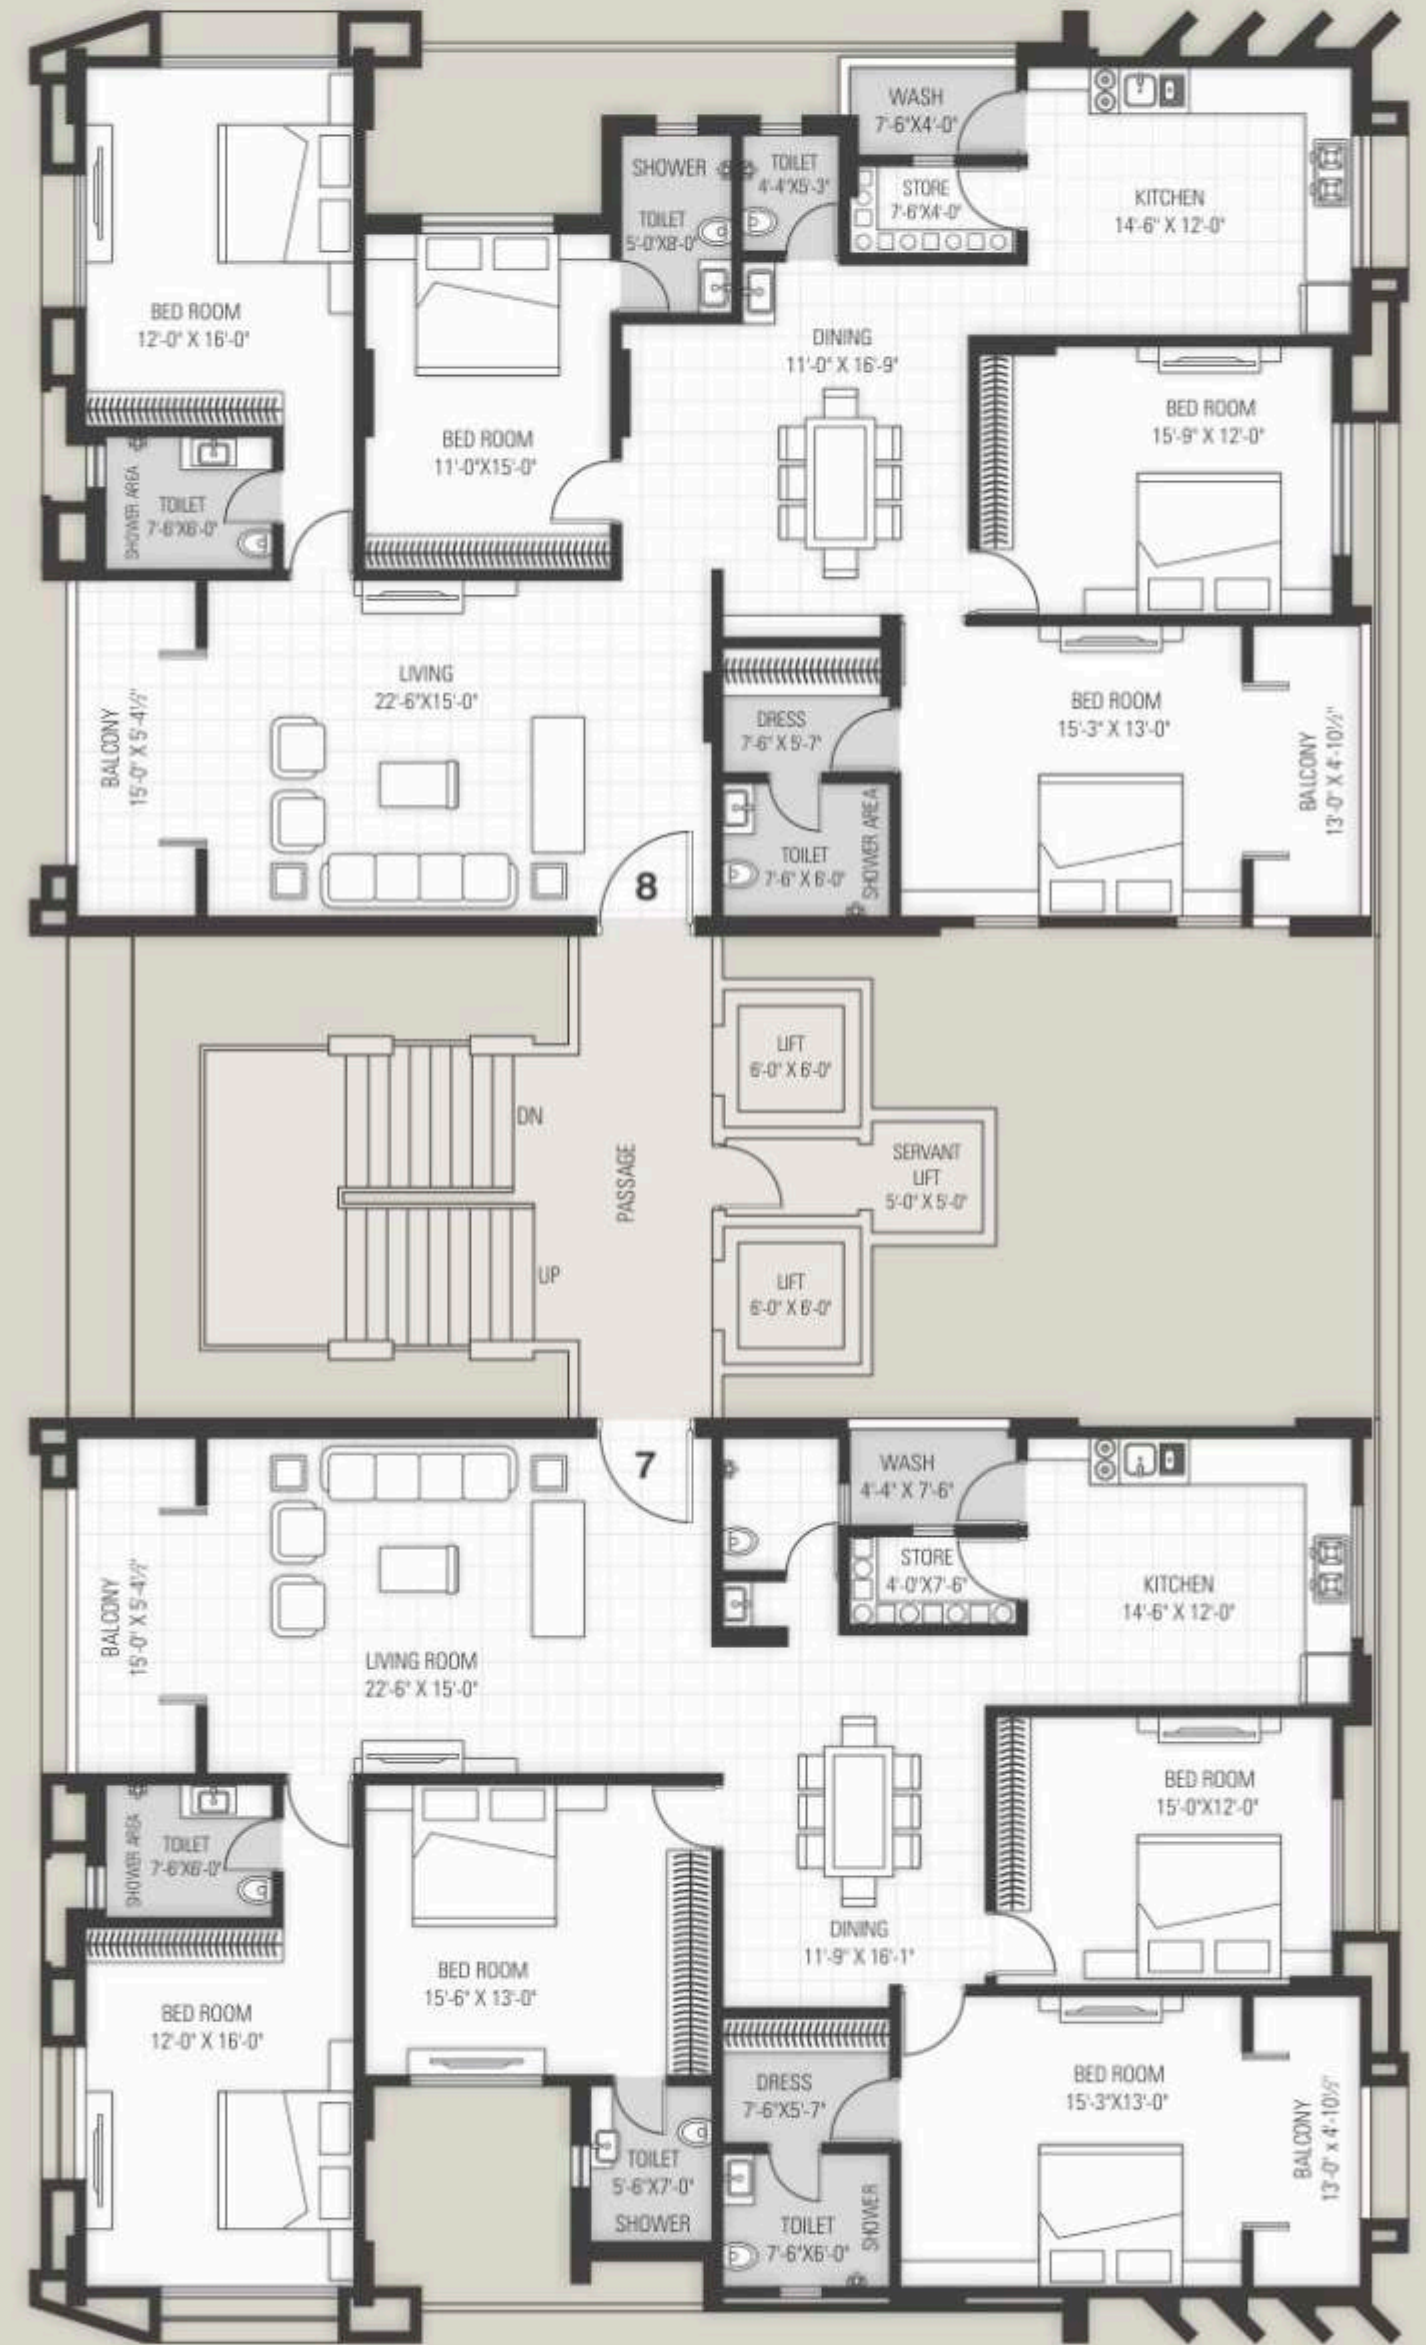 WASH
7'-6"X4'-0"
SHOWER
TOILET
5'-0"X8'-0"
TOILET
4'-4"X5'-3"
STORE
7'-6"X4'-0"
KITCHEN
14'-6" X 12'-0"
BED ROOM
12'-0" X 16'-0"
DINING
11'-0" X 16'-9"
BED ROOM
11'-0"X15'-0"
BED ROOM
15'-9" X 12'-0"
SHOWER AREA
TOILET
7'-6"X6'-0"
LIVING
22'-6"X15'-0"
BALCONY
15'-0" X 5'-4½"
DRESS
7'-6" X 5'-7"
BED ROOM
15'-3" X 13'-0"
BALCONY
13'-0" X 4'-10½"
TOILET
7'-6" X 6'-0"
SHOWER AREA
8
LIFT
6'-0" X 6'-0"
DN
PASSAGE
SERVANT
LIFT
5'-0" X 5'-0"
UP
LIFT
6'-0" X 6'-0"
7
WASH
4'-4" X 7'-6"
STORE
4'-0"X7'-6"
KITCHEN
14'-6" X 12'-0"
BALCONY
15'-0" X 5'-4½"
LIVING ROOM
22'-6" X 15'-0"
BED ROOM
15'-0"X12'-0"
SHOWER AREA
TOILET
7'-6"X6'-0"
DINING
11'-9" X 16'-1"
BED ROOM
15'-6" X 13'-0"
BED ROOM
12'-0" X 16'-0"
DRESS
7'-6"X5'-7"
BED ROOM
15'-3"X13'-0"
BALCONY
13'-0" x 4'-10½"
TOILET
5'-6"X7'-0"
SHOWER
TOILET
7'-6"X6'-0"
SHOWER